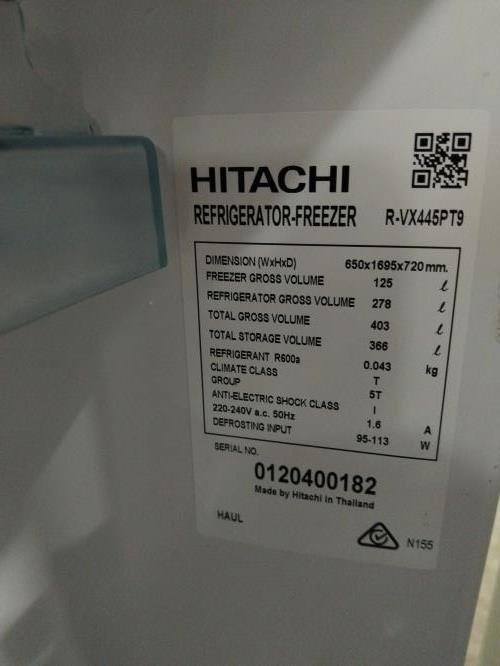 HITACHI
REFRIGERATOR-FREEZER R-VX445PT9
DIMENSION (WxHxD) 650x1695x720mm.
FREEZER GROSS VOLUME 125 ℓ
REFRIGERATOR GROSS VOLUME 278 ℓ
TOTAL GROSS VOLUME 403 ℓ
TOTAL STORAGE VOLUME 366 ℓ
REFRIGERANT R600a 0.043 kg
CLIMATE CLASS T
GROUP 5T
ANTI-ELECTRIC SHOCK CLASS I
220-240V a.c. 50Hz 1.6 A
DEFROSTING INPUT 95-113 W
SERIAL NO.
0120400182
Made by Hitachi in Thailand
HAUL
N155